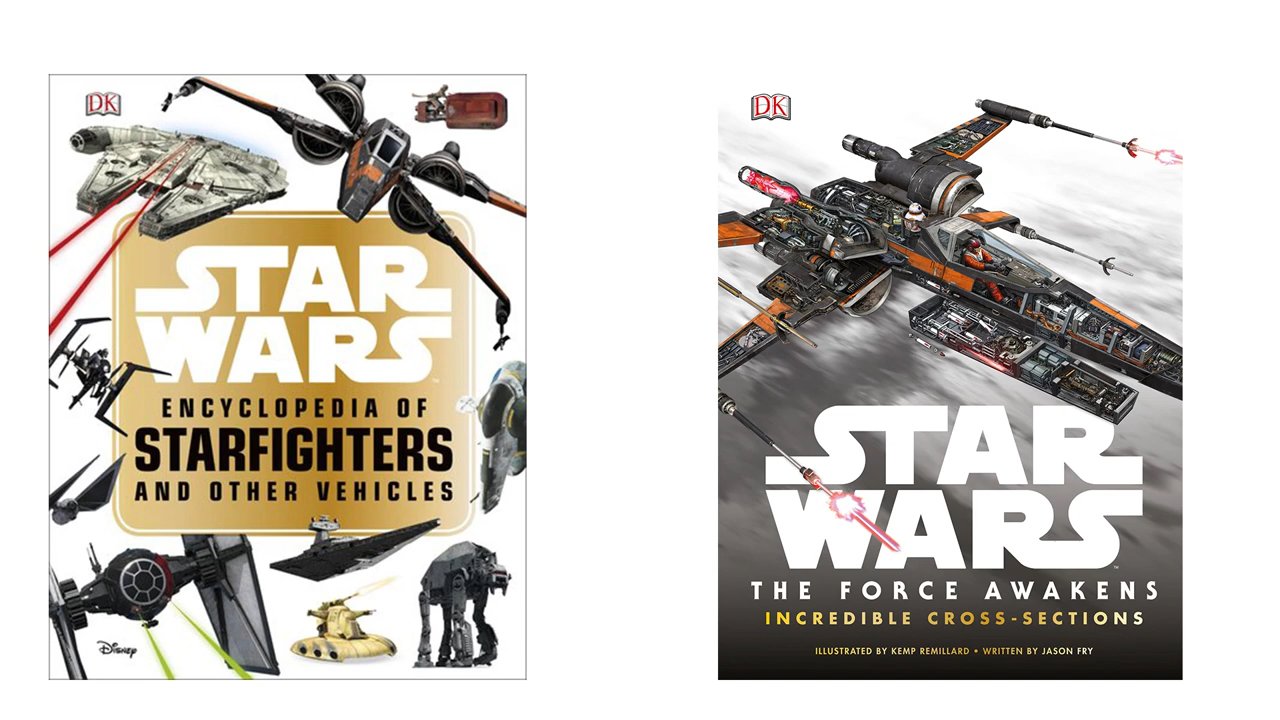 DK
STAR
WARS
ENCYCLOPEDIA OF
STARFIGHTERS
AND OTHER VEHICLES
Disney
DK
STAR
WARS
™
THE FORCE AWAKENS
INCREDIBLE CROSS-SECTIONS
ILLUSTRATED BY KEMP REMILLARD • WRITTEN BY JASON FRY